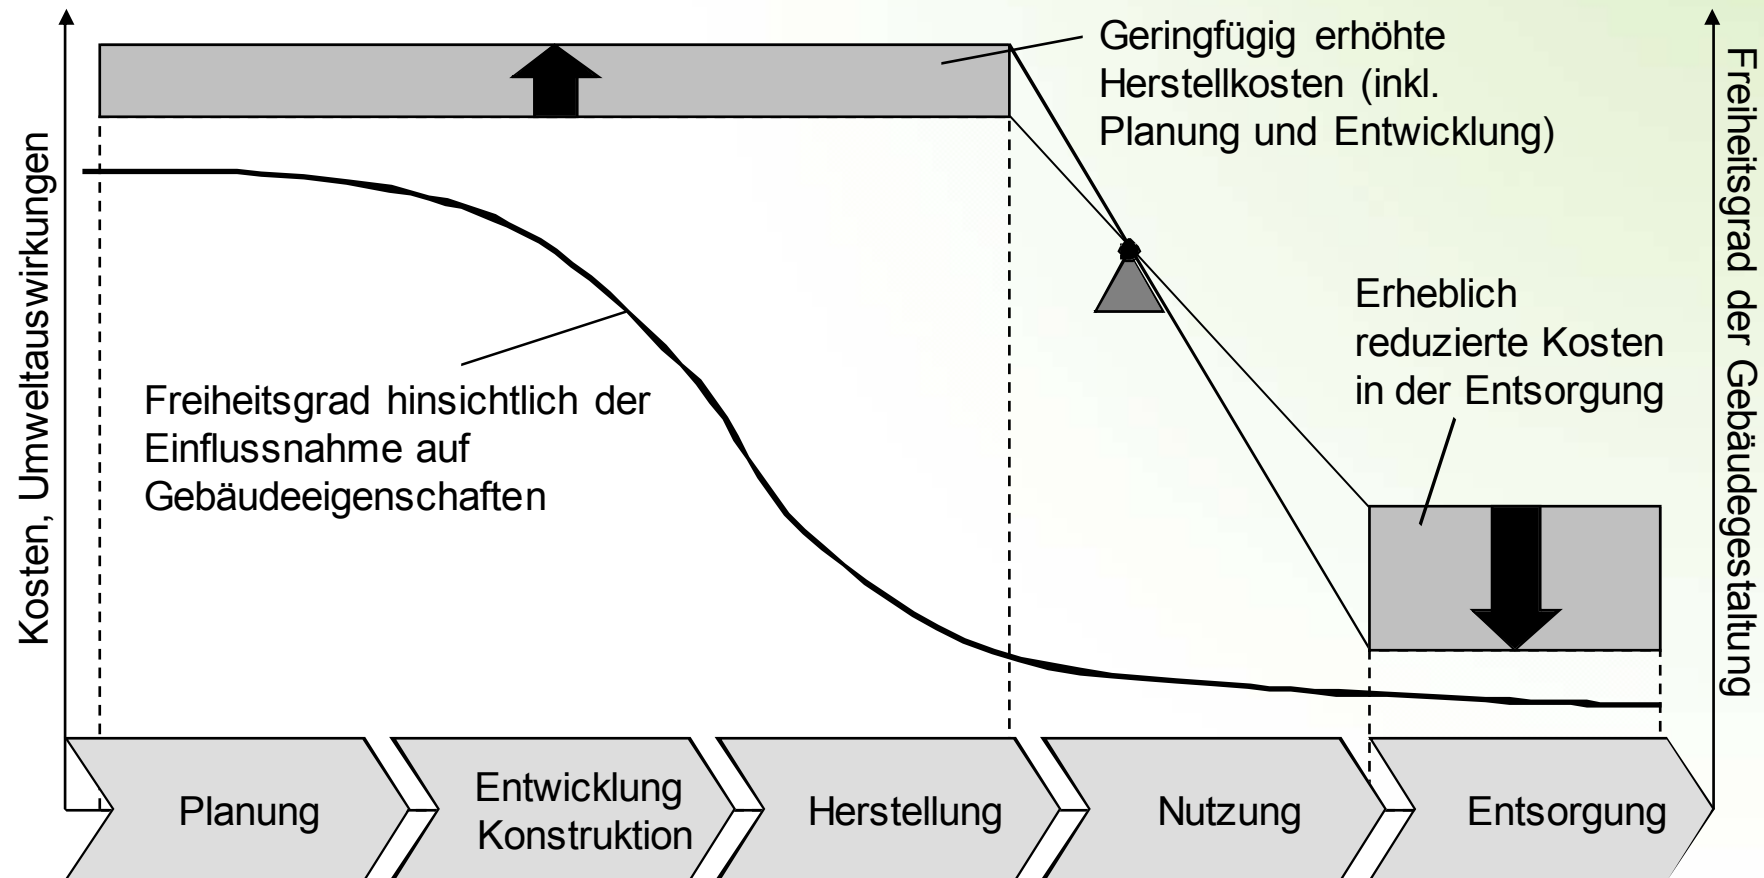 Kosten, Umweltauswirkungen
Geringfügig erhöhte
Herstellkosten (inkl.
Planung und Entwicklung)
Freiheitsgrad der Gebäudegestaltung
Erheblich
reduzierte Kosten
in der Entsorgung
Freiheitsgrad hinsichtlich der
Einflussnahme auf
Gebäudeeigenschaften
Planung
Entwicklung
Konstruktion
Herstellung
Nutzung
Entsorgung